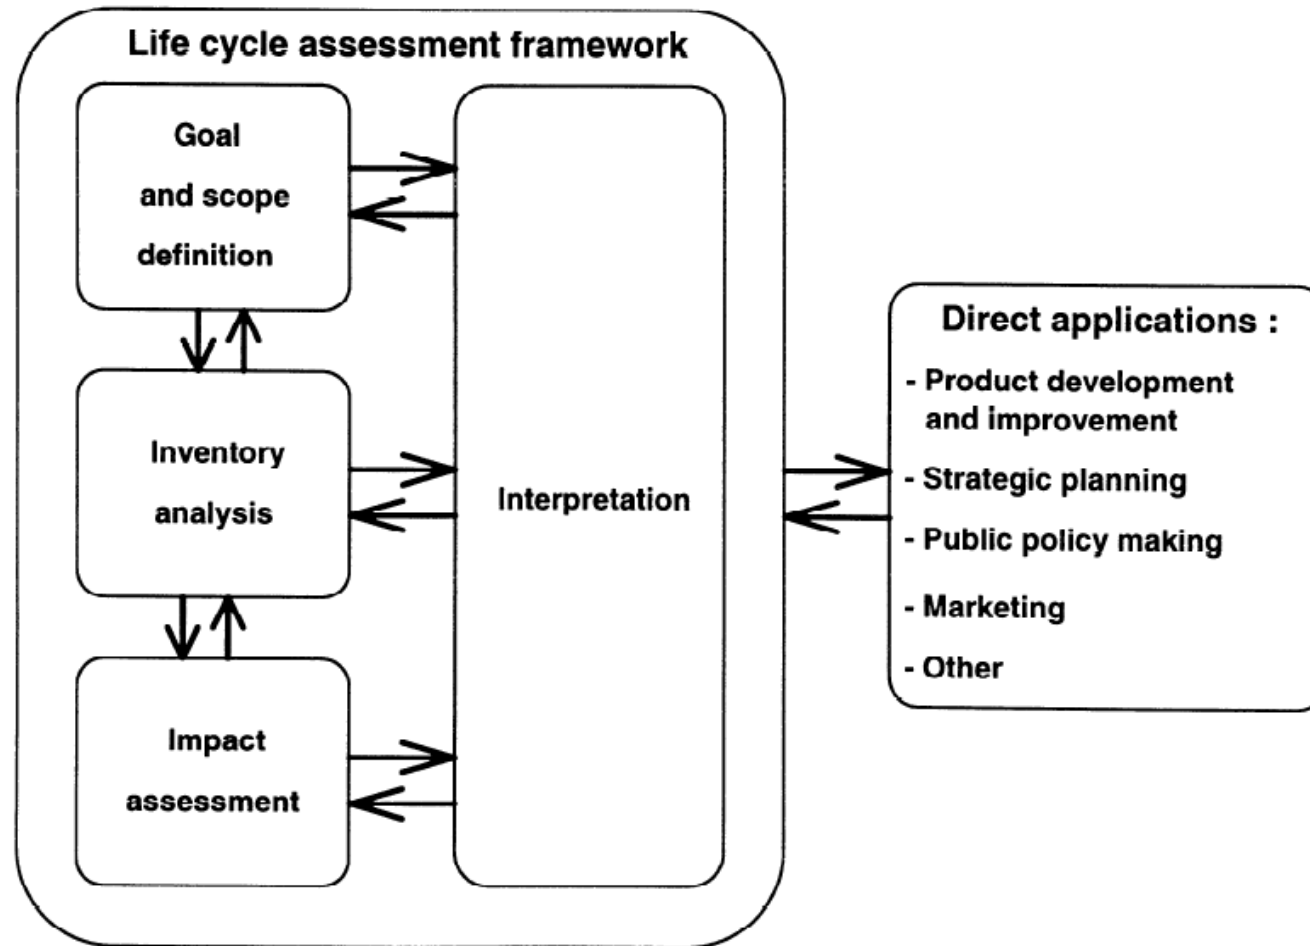 Life cycle assessment framework
Goal
and scope
definition
Inventory
analysis
Impact
assessment
Interpretation
Direct applications :
- Product development
and improvement
- Strategic planning
- Public policy making
- Marketing
- Other